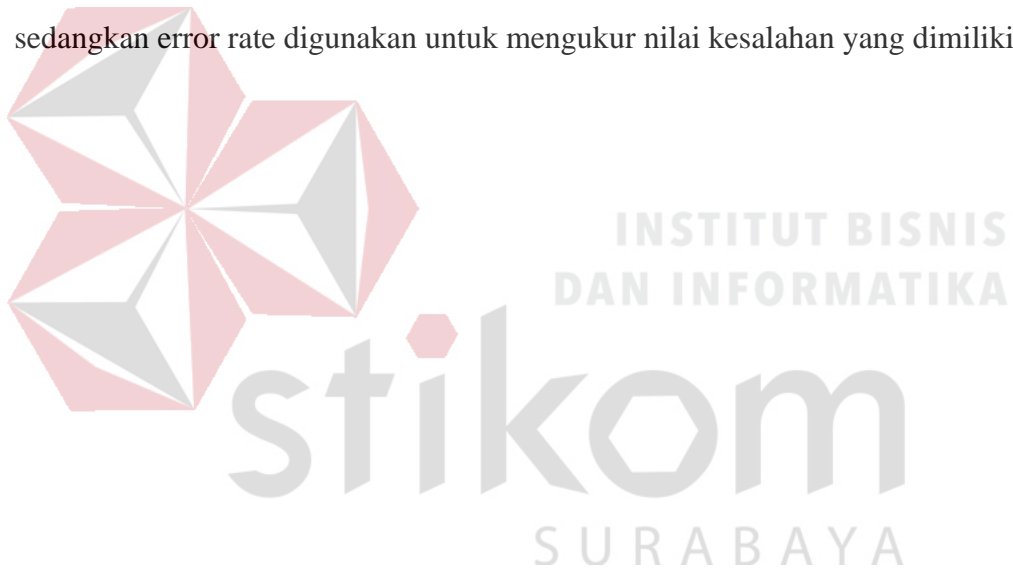 sedangkan error rate digunakan untuk mengukur nilai kesalahan yang dimiliki
INSTITUT BISNIS
DAN INFORMATIKA
stikom
SURABAYA